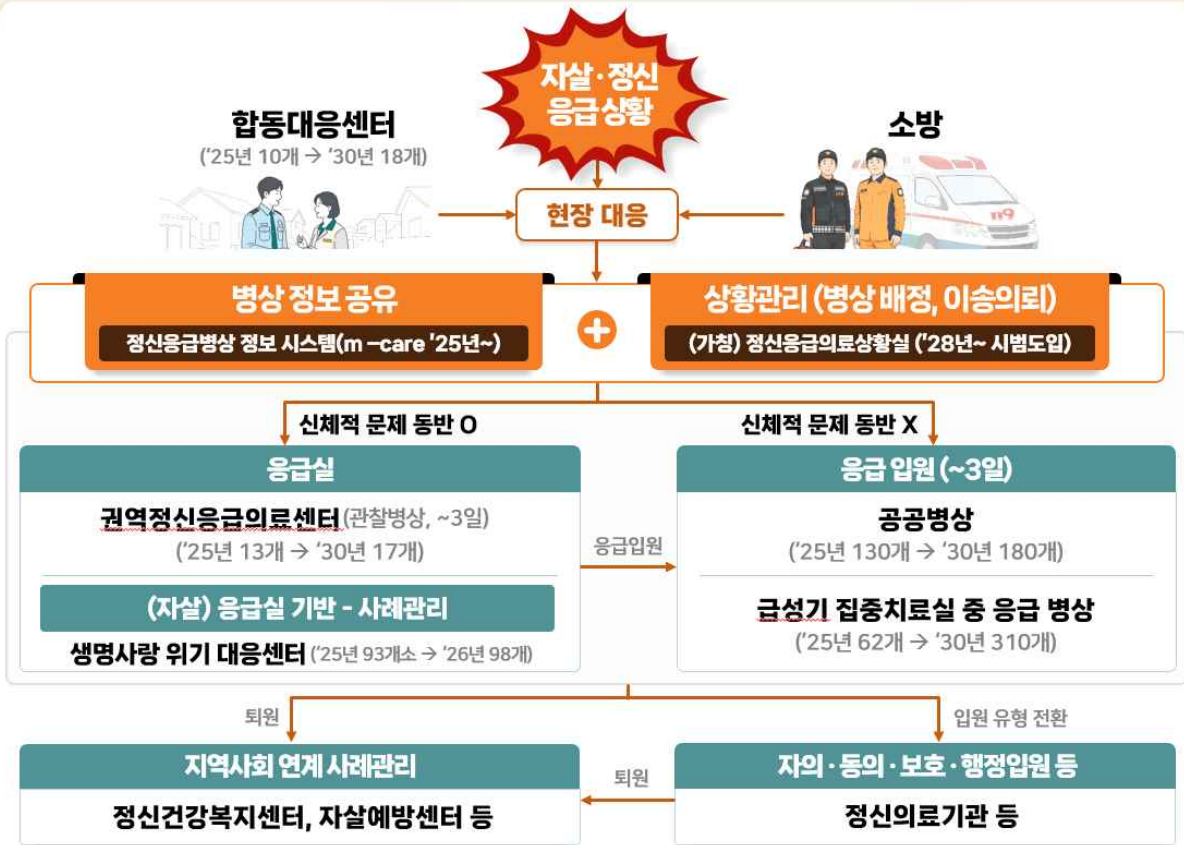 자살·정신
응급 상황
합동대응센터
('25년 10개 → '30년 18개)
소방
119
현장 대응
병상 정보 공유
정신응급병상 정보 시스템(m –care '25년~)
상황관리 (병상 배정, 이송의뢰)
(가칭) 정신응급의료상황실 ('28년~ 시범도입)
신체적 문제 동반 O
신체적 문제 동반 X
응급실
권역정신응급의료센터 (관찰병상, ~3일)
('25년 13개 → '30년 17개)
(자살) 응급실 기반 - 사례관리
생명사랑 위기 대응센터 ('25년 93개소 → '26년 98개)
응급입원
응급 입원 (~3일)
공공병상
('25년 130개 → '30년 180개)
급성기 집중치료실 중 응급 병상
('25년 62개 → '30년 310개)
퇴원
입원 유형 전환
지역사회 연계 사례관리
정신건강복지센터, 자살예방센터 등
퇴원
자의·동의·보호·행정입원 등
정신의료기관 등